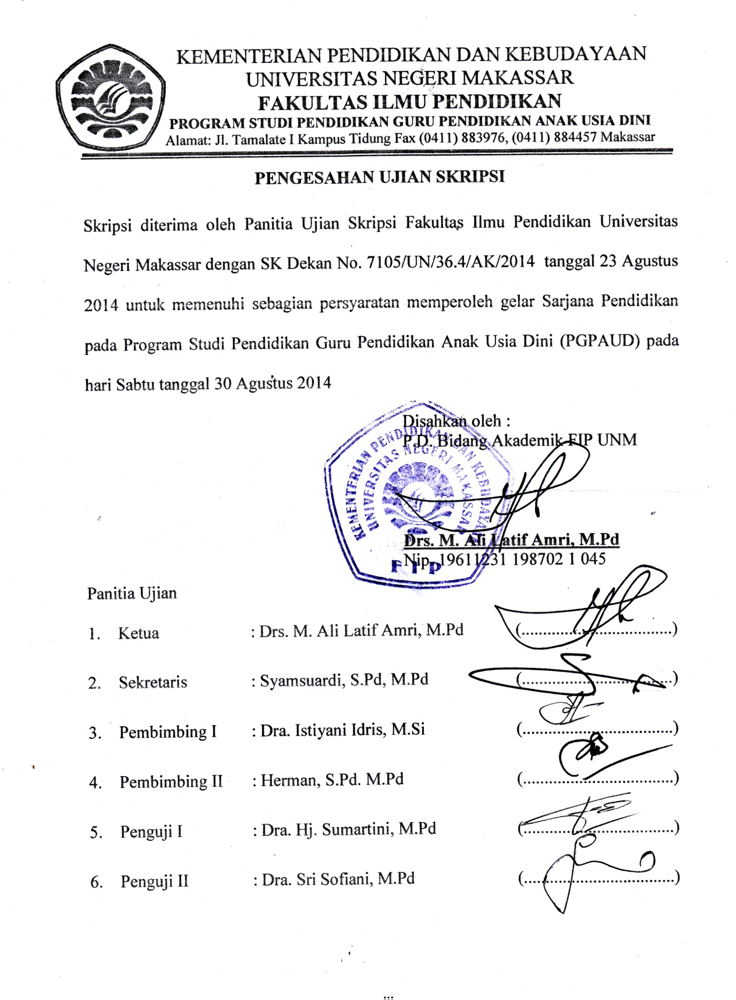 KEMENTERIAN PENDIDIKAN DAN KEBUDAYAAN
UNIVERSITAS NEGERI MAKASSAR
FAKULTAS ILMU PENDIDIKAN
PROGRAM STUDI PENDIDIKAN GURU PENDIDIKAN ANAK USIA DINI
Alamat: Jl. Tamalate I Kampus Tidung Fax (0411) 883976, (0411) 884457 Makassar
PENGESAHAN UJIAN SKRIPSI
Skripsi diterima oleh Panitia Ujian Skripsi Fakultas Ilmu Pendidikan Universitas
Negeri Makassar dengan SK Dekan No. 7105/UN/36.4/AK/2014 tanggal 23 Agustus
2014 untuk memenuhi sebagian persyaratan memperoleh gelar Sarjana Pendidikan
pada Program Studi Pendidikan Guru Pendidikan Anak Usia Dini (PGPAUD) pada
hari Sabtu tanggal 30 Agustus 2014
Disahkan oleh :
P.D. Bidang Akademik FIP UNM
KEMENTERIAN PENDIDIKAN DAN KEBUDAYAAN
UNIVERSITAS NEGERI MAKASSAR
FIP
Drs. M. Ali Latif Amri, M.Pd
Nip. 19611231 198702 1 045
Panitia Ujian
1. Ketua : Drs. M. Ali Latif Amri, M.Pd (....................................)
2. Sekretaris : Syamsuardi, S.Pd, M.Pd (....................................)
3. Pembimbing I : Dra. Istiyani Idris, M.Si (....................................)
4. Pembimbing II : Herman, S.Pd. M.Pd (....................................)
5. Penguji I : Dra. Hj. Sumartini, M.Pd (....................................)
6. Penguji II : Dra. Sri Sofiani, M.Pd (....................................)
iii